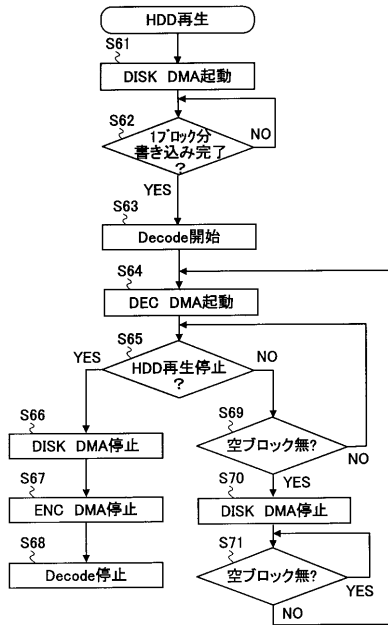 HDD再生
S61
DISK DMA起動
S62
1ブロック分
書き込み完了
?
NO
YES
S63
Decode開始
S64
DEC DMA起動
S65
HDD再生停止
?
YES
NO
S66
DISK DMA停止
S67
ENC DMA停止
S68
Decode停止
S69
空ブロック無?
NO
YES
S70
DISK DMA停止
S71
空ブロック無?
YES
NO